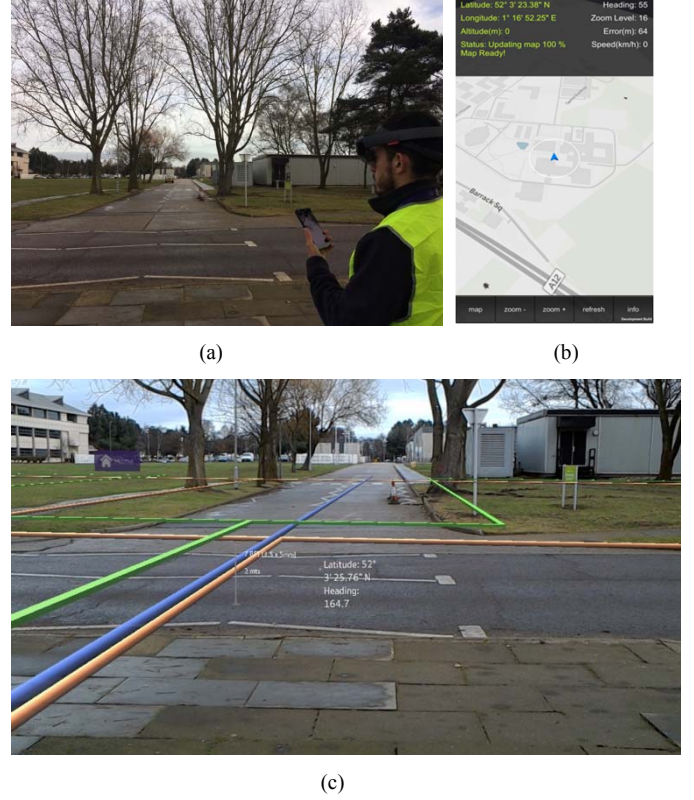 Latitude: 52° 3' 23.38" N
Heading: 55
Longitude: 1° 16' 52.25" E
Zoom Level: 16
Altitude(m): 0
Error(m): 64
Status: Updating map 100 %
Speed(km/h): 0
Map Ready!
Barrack Sq
A12
map
zoom -
zoom +
refresh
info
Development Build
(a)
(b)
2 mts
Latitude: 52°
3' 25.76" N
Heading:
164.7
(c)